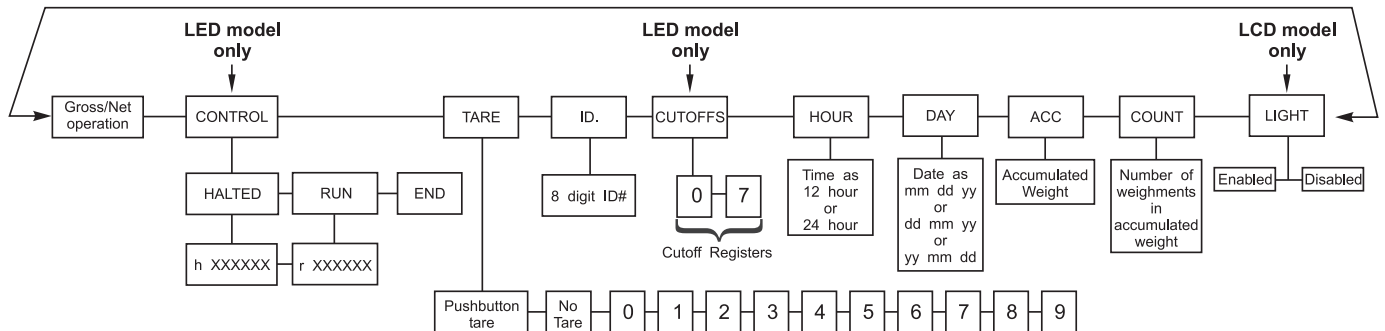 LED model
only
LED model
only
LCD model
only
Gross/Net
operation
CONTROL
TARE
ID.
CUTOFFS
HOUR
DAY
ACC
COUNT
LIGHT
HALTED
RUN
END
8 digit ID#
0
7
Time as
12 hour
or
24 hour
Date as
mm dd yy
or
dd mm yy
or
yy mm dd
Accumulated
Weight
Number of
weighments
in
accumulated
weight
Enabled
Disabled
h XXXXXX
r XXXXXX
Cutoff Registers
Pushbutton
tare
No
Tare
0
1
2
3
4
5
6
7
8
9